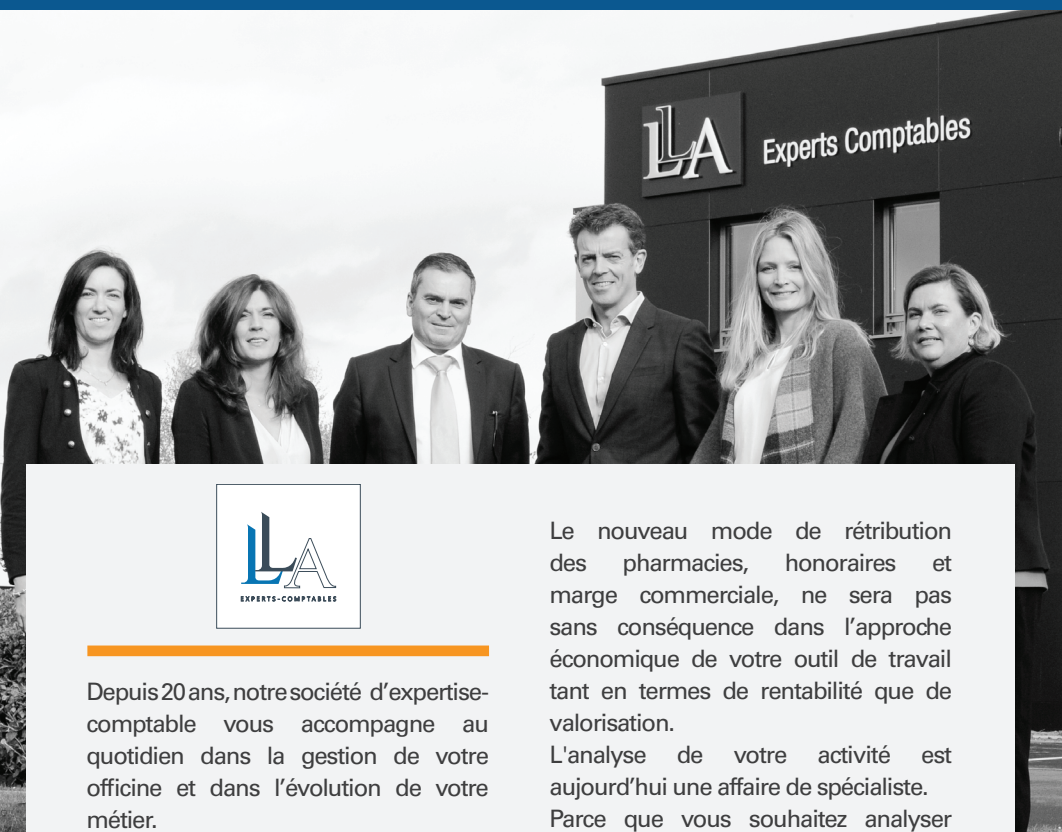 LLA
Experts Comptables
LLA
EXPERTS-COMPTABLES
Depuis 20 ans, notre société d’expertise-
comptable vous accompagne au
quotidien dans la gestion de votre
officine et dans l’évolution de votre
métier.
Le nouveau mode de rétribution
des pharmacies, honoraires et
marge commerciale, ne sera pas
sans conséquence dans l’approche
économique de votre outil de travail
tant en termes de rentabilité que de
valorisation.
L'analyse de votre activité est
aujourd’hui une affaire de spécialiste.
Parce que vous souhaitez analyser